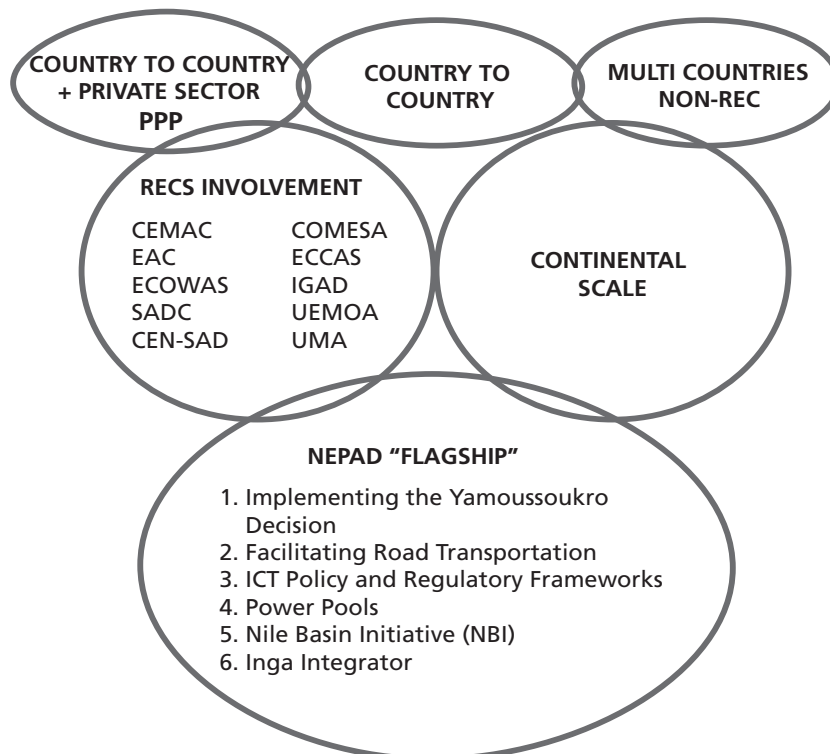 COUNTRY TO COUNTRY
+ PRIVATE SECTOR
PPP
COUNTRY TO
COUNTRY
MULTI COUNTRIES
NON-REC
RECS INVOLVEMENT
CEMAC COMESA
EAC ECCAS
ECOWAS IGAD
SADC UEMOA
CEN-SAD UMA
CONTINENTAL
SCALE
NEPAD “FLAGSHIP”
1. Implementing the Yamoussoukro
Decision
2. Facilitating Road Transportation
3. ICT Policy and Regulatory Frameworks
4. Power Pools
5. Nile Basin Initiative (NBI)
6. Inga Integrator